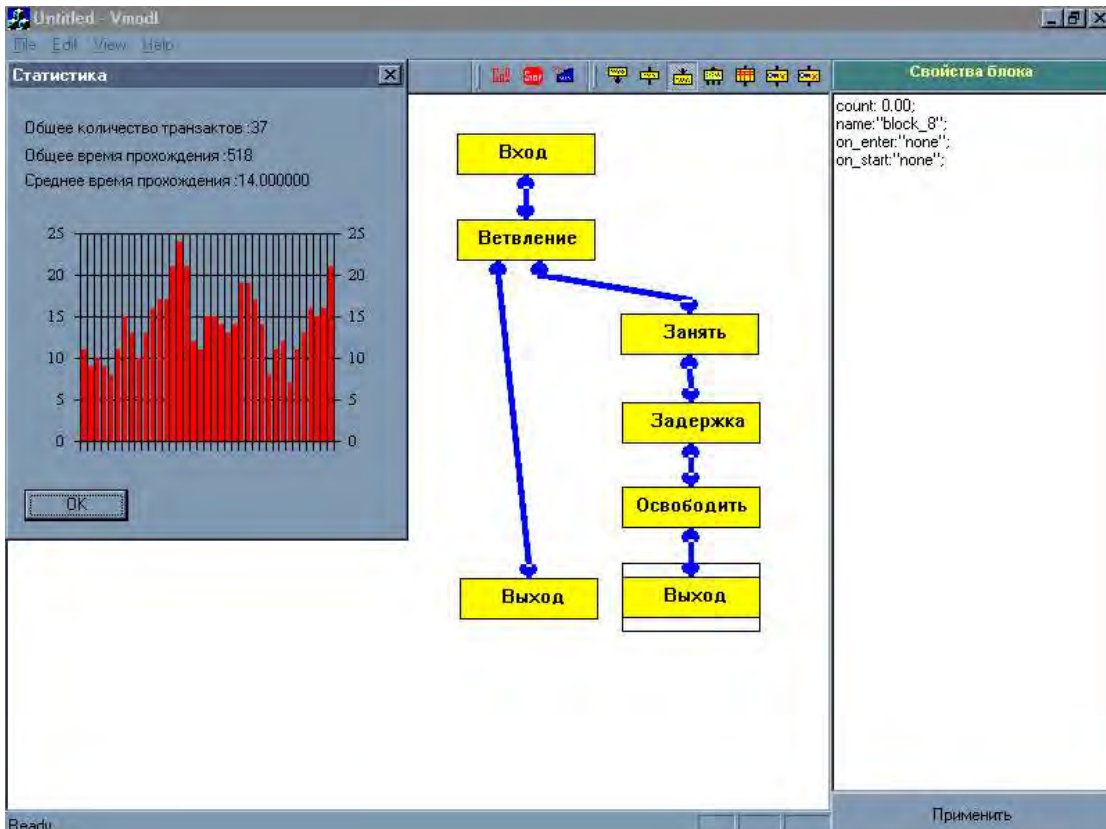 Untitled - Vmodl
File Edit View Help
Статистика
Общее количество транзактов :37
Общее время прохождения :518
Среднее время прохождения :14.000000
25 25
20 20
15 15
10 10
5 5
0 0
OK
Stop
Вход
Ветвление
Занять
Задержка
Освободить
Выход
Выход
Свойства блока
count: 0.00;
name:"block_8";
on_enter:"none";
on_start:"none";
Применить
Ready